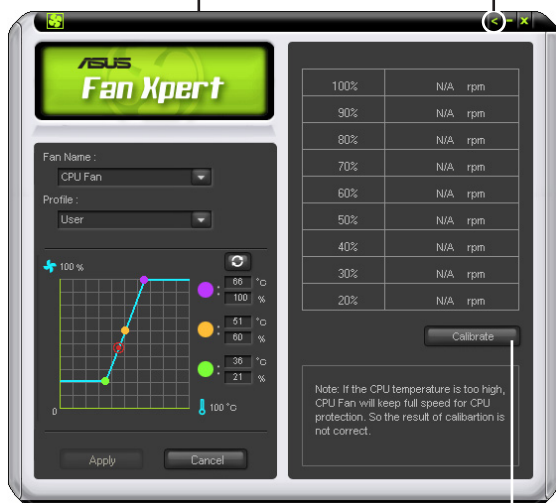 < – x
ASUS
Fan Xpert
Fan Name :
CPU Fan
Profile :
User
100 %
: 66 °C
100 %
: 51 °C
60 %
: 36 °C
21 %
0
100 °C
Apply Cancel
100% N/A rpm
90% N/A rpm
80% N/A rpm
70% N/A rpm
60% N/A rpm
50% N/A rpm
40% N/A rpm
30% N/A rpm
20% N/A rpm
Calibrate
Note: If the CPU temperature is too high,
CPU Fan will keep full speed for CPU
protection. So the result of calibartion is
not correct.